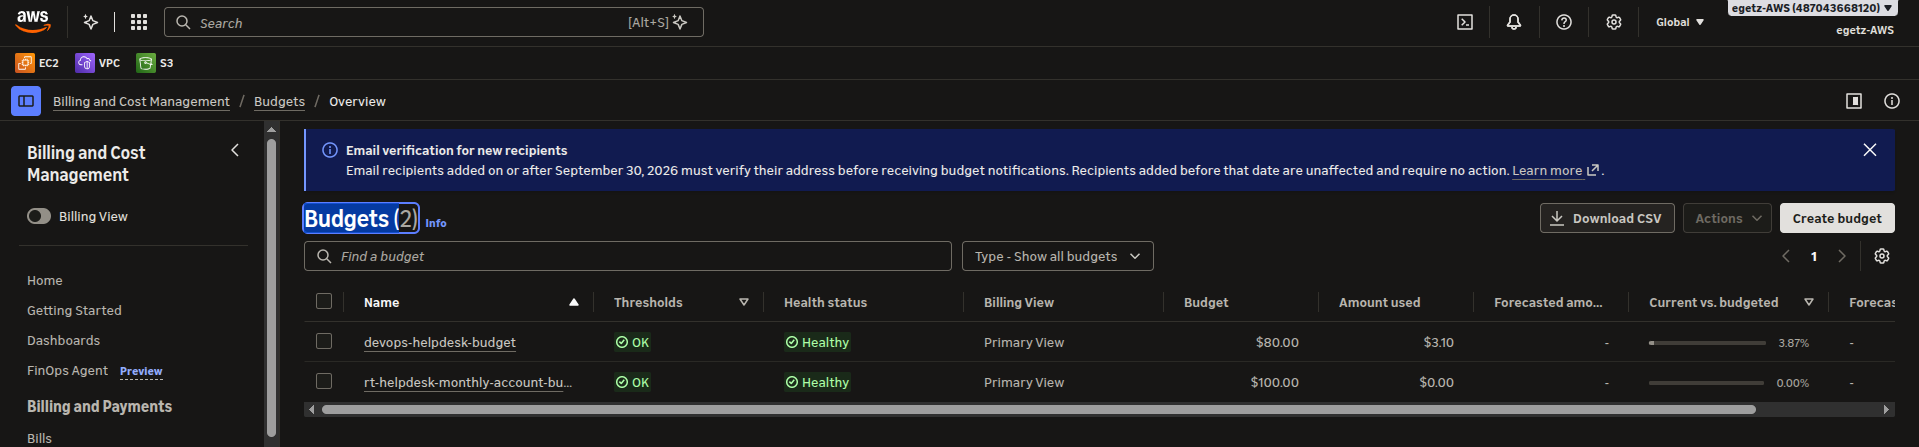 aws
Search
[Alt+S]
Global
egetz-AWS (487043668120)
egetz-AWS
EC2
VPC
S3
Billing and Cost Management / Budgets / Overview
Billing and Cost
Management
Billing View
Home
Getting Started
Dashboards
FinOps Agent Preview
Billing and Payments
Bills
Email verification for new recipients
Email recipients added on or after September 30, 2026 must verify their address before receiving budget notifications. Recipients added before that date are unaffected and require no action. Learn more .
Budgets (2) Info
Download CSV
Actions
Create budget
Find a budget
Type - Show all budgets
1
Name Thresholds Health status Billing View Budget Amount used Forecasted amo... Current vs. budgeted Forecas
devops-helpdesk-budget OK Healthy Primary View $80.00 $3.10 - 3.87% -
rt-helpdesk-monthly-account-bu... OK Healthy Primary View $100.00 $0.00 - 0.00% -